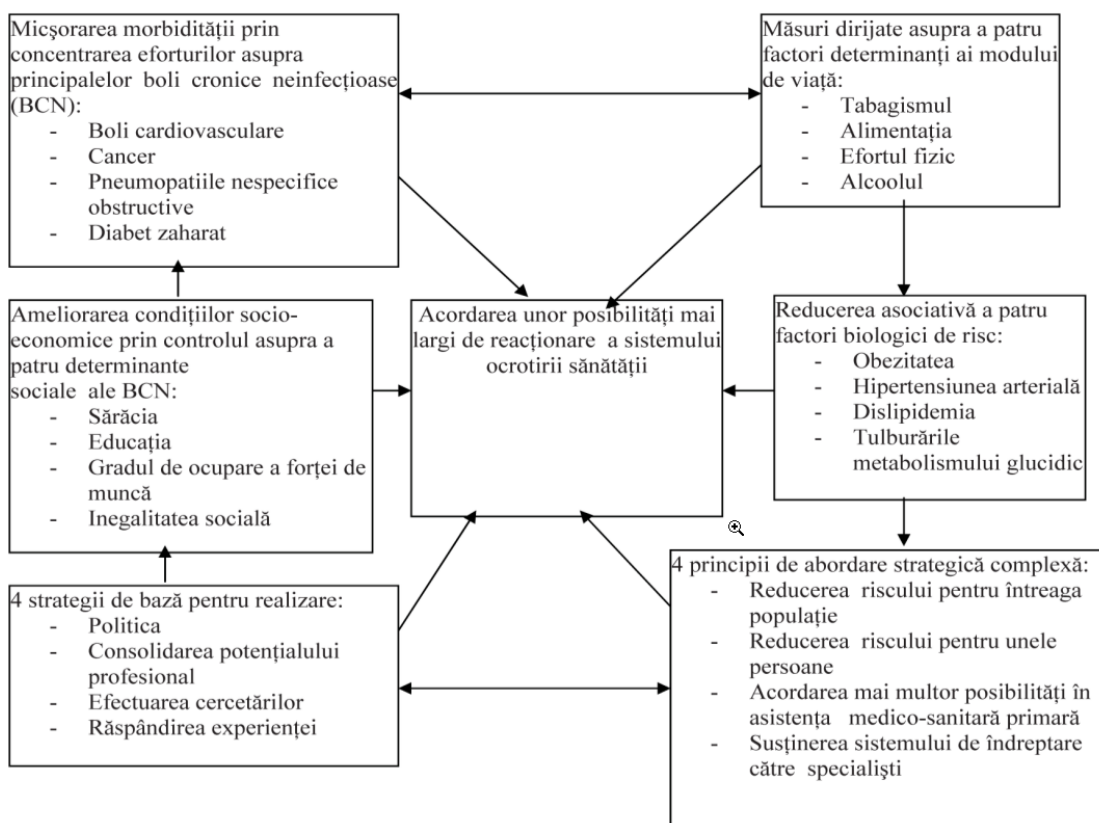 Micşorarea morbidității prin
concentrarea eforturilor asupra
principalelor boli cronice neinfecțioase
(BCN):
- Boli cardiovasculare
- Cancer
- Pneumopatiile nespecifice
obstructive
- Diabet zaharat
Măsuri dirijate asupra a patru
factori determinanți ai modului
de viață:
- Tabagismul
- Alimentația
- Efortul fizic
- Alcoolul
Ameliorarea condițiilor socio-
economice prin controlul asupra a
patru determinante
sociale ale BCN:
- Sărăcia
- Educația
- Gradul de ocupare a forței de
muncă
- Inegalitatea socială
Acordarea unor posibilități mai
largi de reacționare a sistemului
ocrotirii sănătății
Reducerea asociativă a patru
factori biologici de risc:
- Obezitatea
- Hipertensiunea arterială
- Dislipidemia
- Tulburările
metabolismului glucidic
4 strategii de bază pentru realizare:
- Politica
- Consolidarea potențialului
profesional
- Efectuarea cercetărilor
- Răspândirea experienței
4 principii de abordare strategică complexă:
- Reducerea riscului pentru întreaga
populație
- Reducerea riscului pentru unele
persoane
- Acordarea mai multor posibilități în
asistența medico-sanitară primară
- Susținerea sistemului de îndreptare
către specialişti